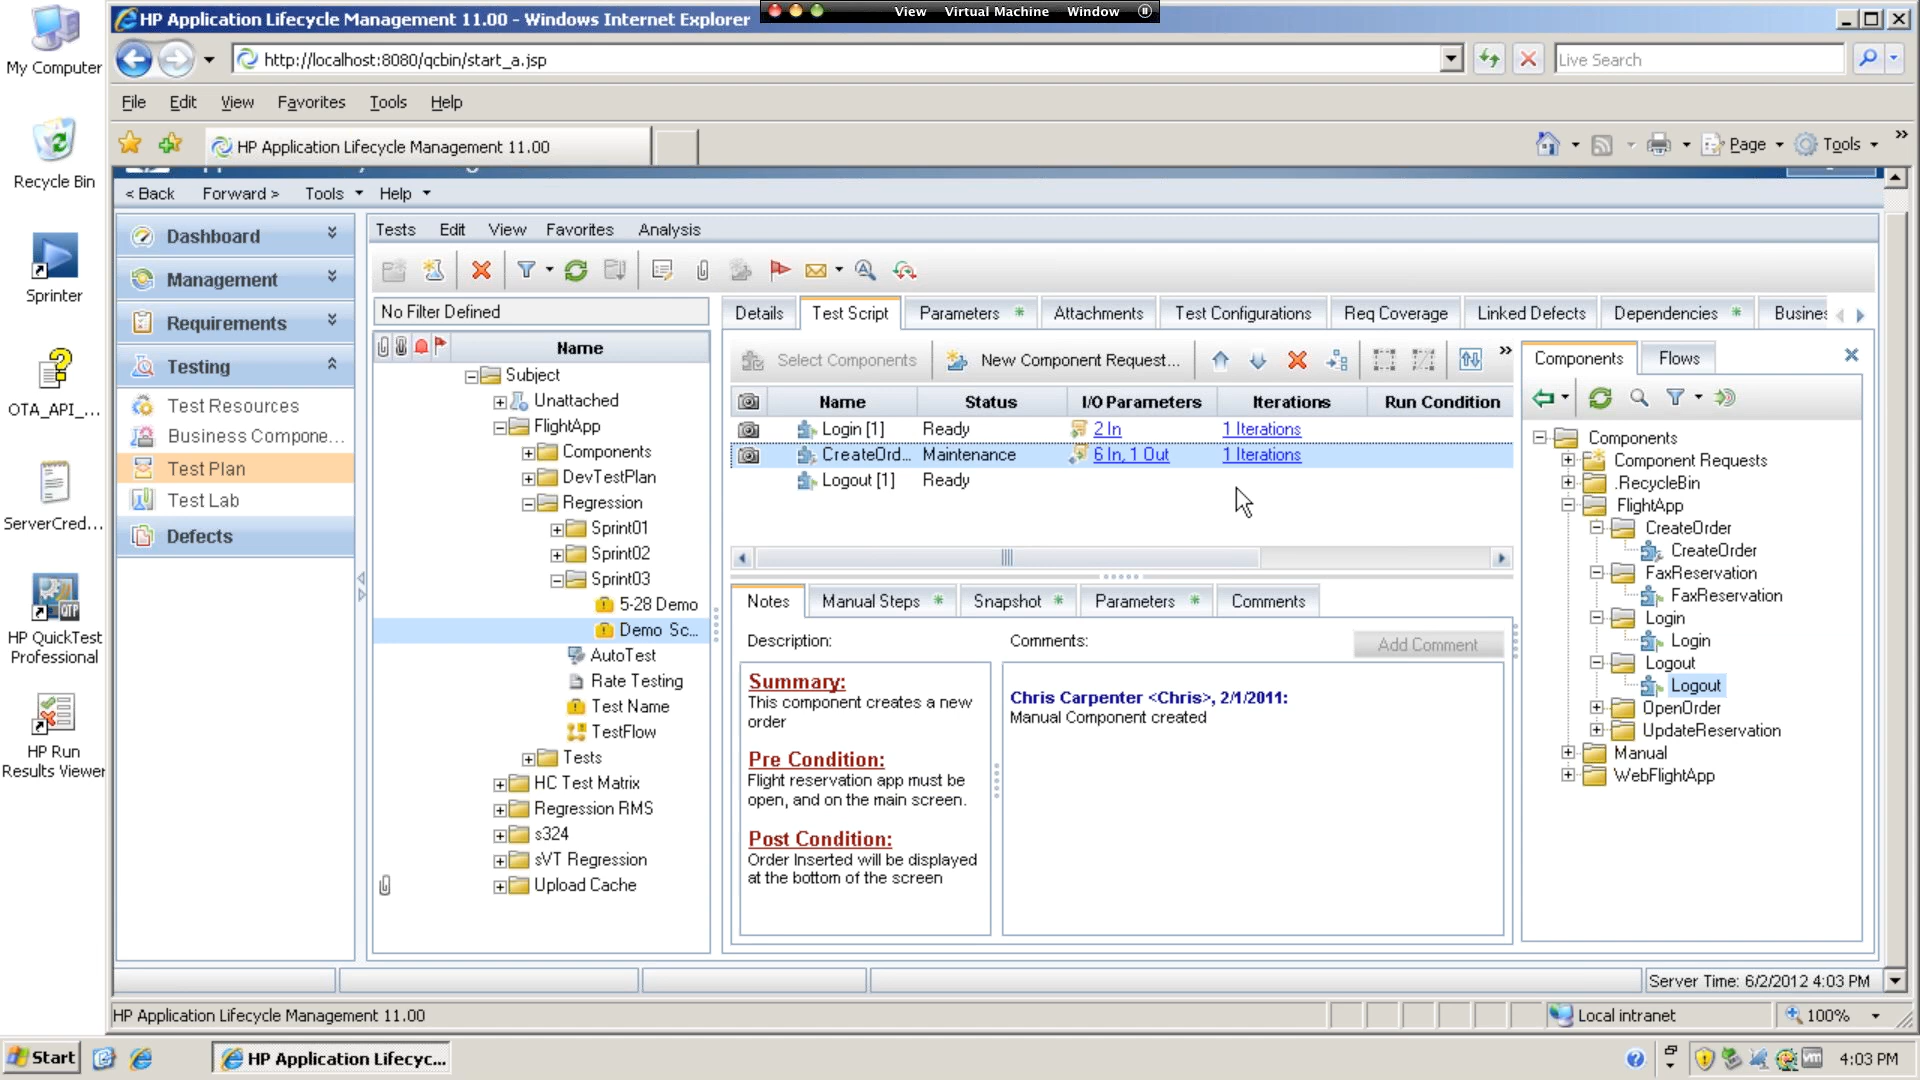 HP Application Lifecycle Management 11.00 - Windows Internet Explorer
View Virtual Machine Window
My Computer
http://localhost:8080/qcbin/start_a.jsp
Live Search
File Edit View Favorites Tools Help
HP Application Lifecycle Management 11.00
Page Tools »
Recycle Bin
< Back Forward > Tools Help
Dashboard
Management
Requirements
Testing
Test Resources
Business Compone...
Test Plan
Test Lab
Defects
Sprinter
OTA_API_...
ServerCred...
QTP
HP QuickTest
Professional
HP Run
Results Viewer
Tests Edit View Favorites Analysis
No Filter Defined
Name
Subject
Unattached
FlightApp
Components
DevTestPlan
Regression
Sprint01
Sprint02
Sprint03
5-28 Demo
Demo Sc...
AutoTest
Rate Testing
Test Name
TestFlow
Tests
HC Test Matrix
Regression RMS
s324
sVT Regression
Upload Cache
Details Test Script Parameters * Attachments Test Configurations Req Coverage Linked Defects Dependencies * Busines
Select Components New Component Request... »
Name Status I/O Parameters Iterations Run Condition
Login [1] Ready 2 In 1 Iterations
CreateOrd... Maintenance 6 In, 1 Out 1 Iterations
Logout [1] Ready
Notes Manual Steps * Snapshot * Parameters * Comments
Description:
Summary:
This component creates a new
order
Pre Condition:
Flight reservation app must be
open, and on the main screen.
Post Condition:
Order Inserted will be displayed
at the bottom of the screen
Comments:
Add Comment
Chris Carpenter <Chris>, 2/1/2011:
Manual Component created
Components Flows
Components
Component Requests
.RecycleBin
FlightApp
CreateOrder
CreateOrder
FaxReservation
FaxReservation
Login
Login
Logout
Logout
OpenOrder
UpdateReservation
Manual
WebFlightApp
Server Time: 6/2/2012 4:03 PM
HP Application Lifecycle Management 11.00
Local intranet
100%
Start
HP Application Lifecyc...
vm
4:03 PM